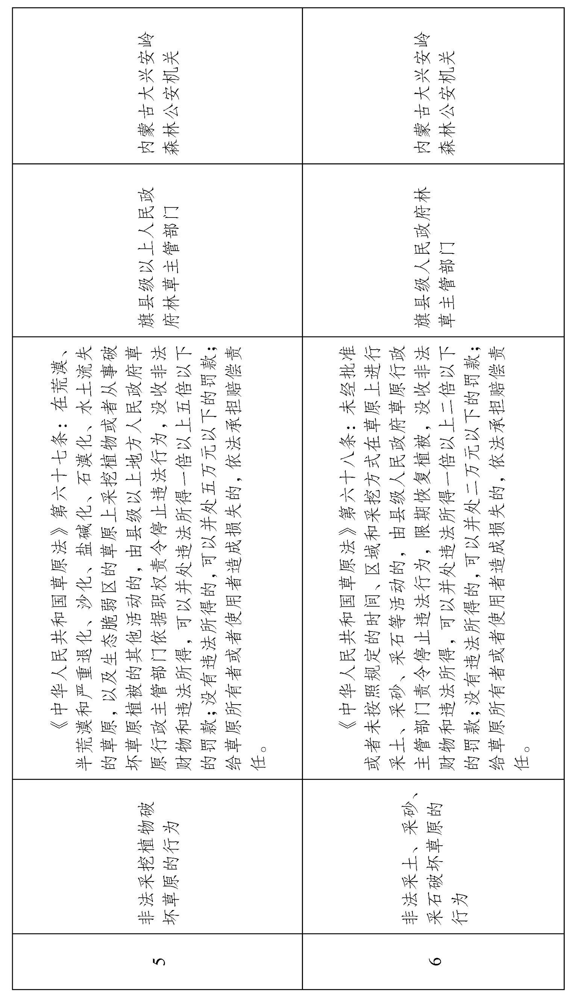 5
非法采挖植物破
坏草原的行为
《中华人民共和国草原法》第六十七条：在荒漠、
半荒漠和严重退化、沙化、盐碱化、石漠化、水土流失
的草原，以及生态脆弱区的草原上采挖植物或者从事破
坏草原植被的其他活动的，由县级以上地方人民政府草
原行政主管部门依据职权责令停止违法行为，没收非法
财物和违法所得，可以并处违法所得一倍以上五倍以下
的罚款；没有违法所得的，可以并处五万元以下的罚款；
给草原所有者或者使用者造成损失的，依法承担赔偿责
任。
旗县级以上人民政
府林草主管部门
内蒙古大兴安岭
森林公安机关
6
非法采土、采砂、
采石破坏草原的
行为
《中华人民共和国草原法》第六十八条：未经批准
或者未按照规定的时间、区域和采挖方式在草原上进行
采土、采砂、采石等活动的，由县级人民政府草原行政
主管部门责令停止违法行为，限期恢复植被，没收非法
财物和违法所得，可以并处违法所得一倍以上二倍以下
的罚款；没有违法所得的，可以并处二万元以下的罚款；
给草原所有者或者使用者造成损失的，依法承担赔偿责
任。
旗县级人民政府林
草主管部门
内蒙古大兴安岭
森林公安机关